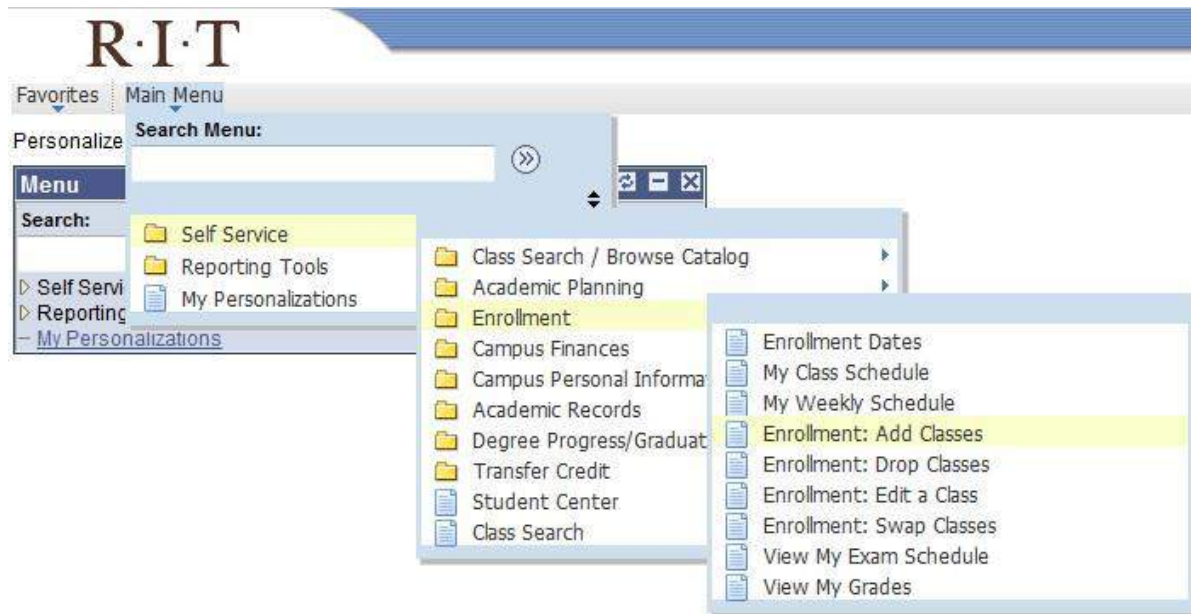 R·I·T
Favorites Main Menu
Personalize
Search Menu:
Menu
Search:
Self Service
Reporting Tools
My Personalizations
Self Servi
Reporting
My Personalizations
Class Search / Browse Catalog
Academic Planning
Enrollment
Campus Finances
Campus Personal Informa
Academic Records
Degree Progress/Graduat
Transfer Credit
Student Center
Class Search
Enrollment Dates
My Class Schedule
My Weekly Schedule
Enrollment: Add Classes
Enrollment: Drop Classes
Enrollment: Edit a Class
Enrollment: Swap Classes
View My Exam Schedule
View My Grades